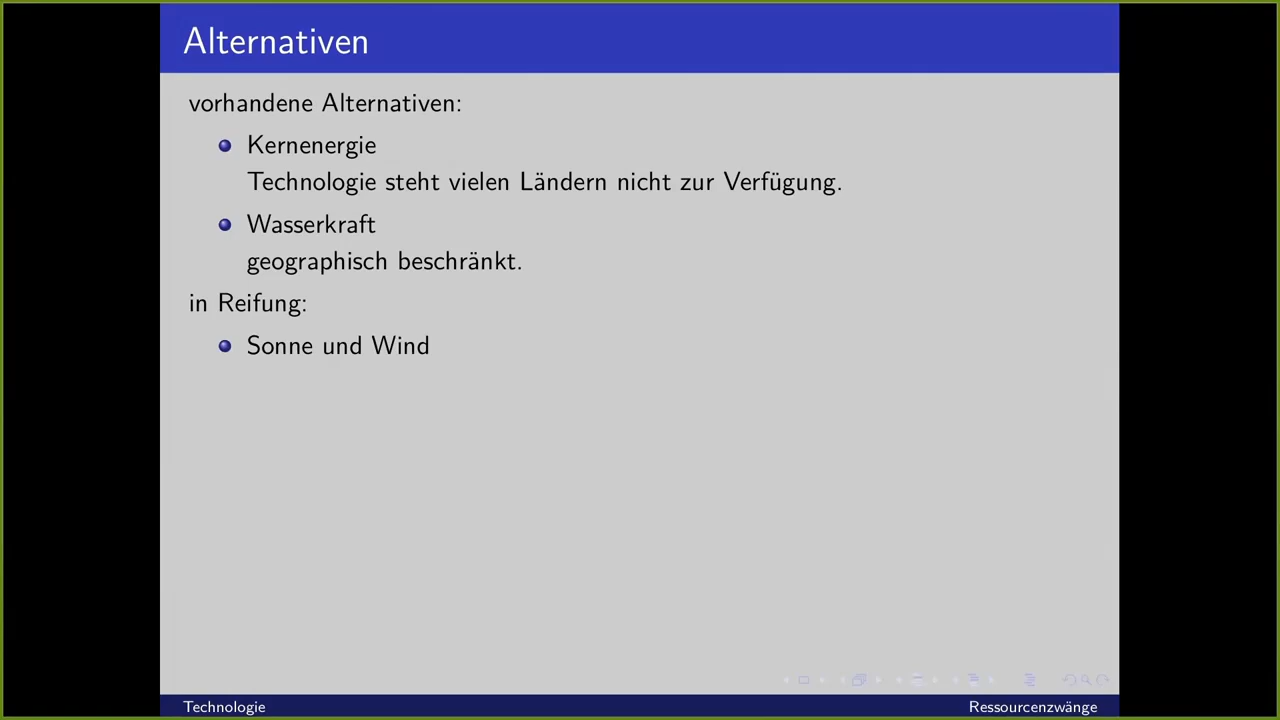 Alternativen
vorhandene Alternativen:
Kernenergie
Technologie steht vielen Ländern nicht zur Verfügung.
Wasserkraft
geographisch beschränkt.
in Reifung:
Sonne und Wind
Technologie
Ressourcenzwänge